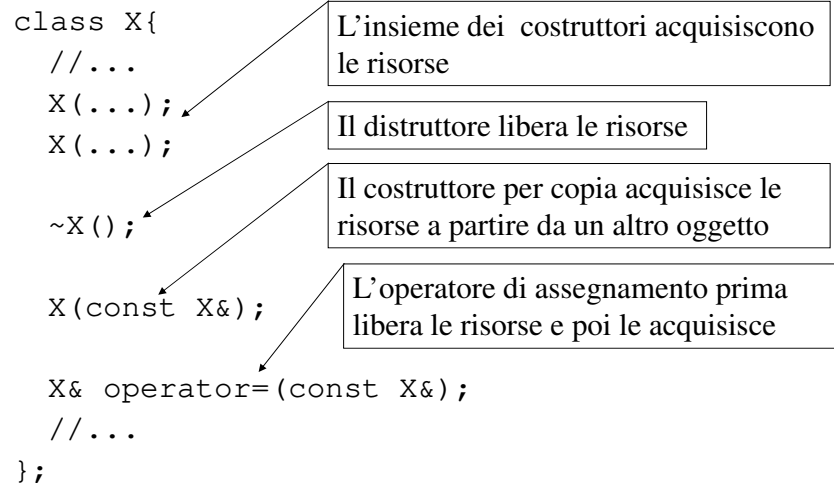 class X{
//...
X(...);
X(...);
~X();
X(const X&);
X& operator=(const X&);
//...
};
L'insieme dei costruttori acquisiscono
le risorse
Il distruttore libera le risorse
Il costruttore per copia acquisisce le
risorse a partire da un altro oggetto
L'operatore di assegnamento prima
libera le risorse e poi le acquisisce